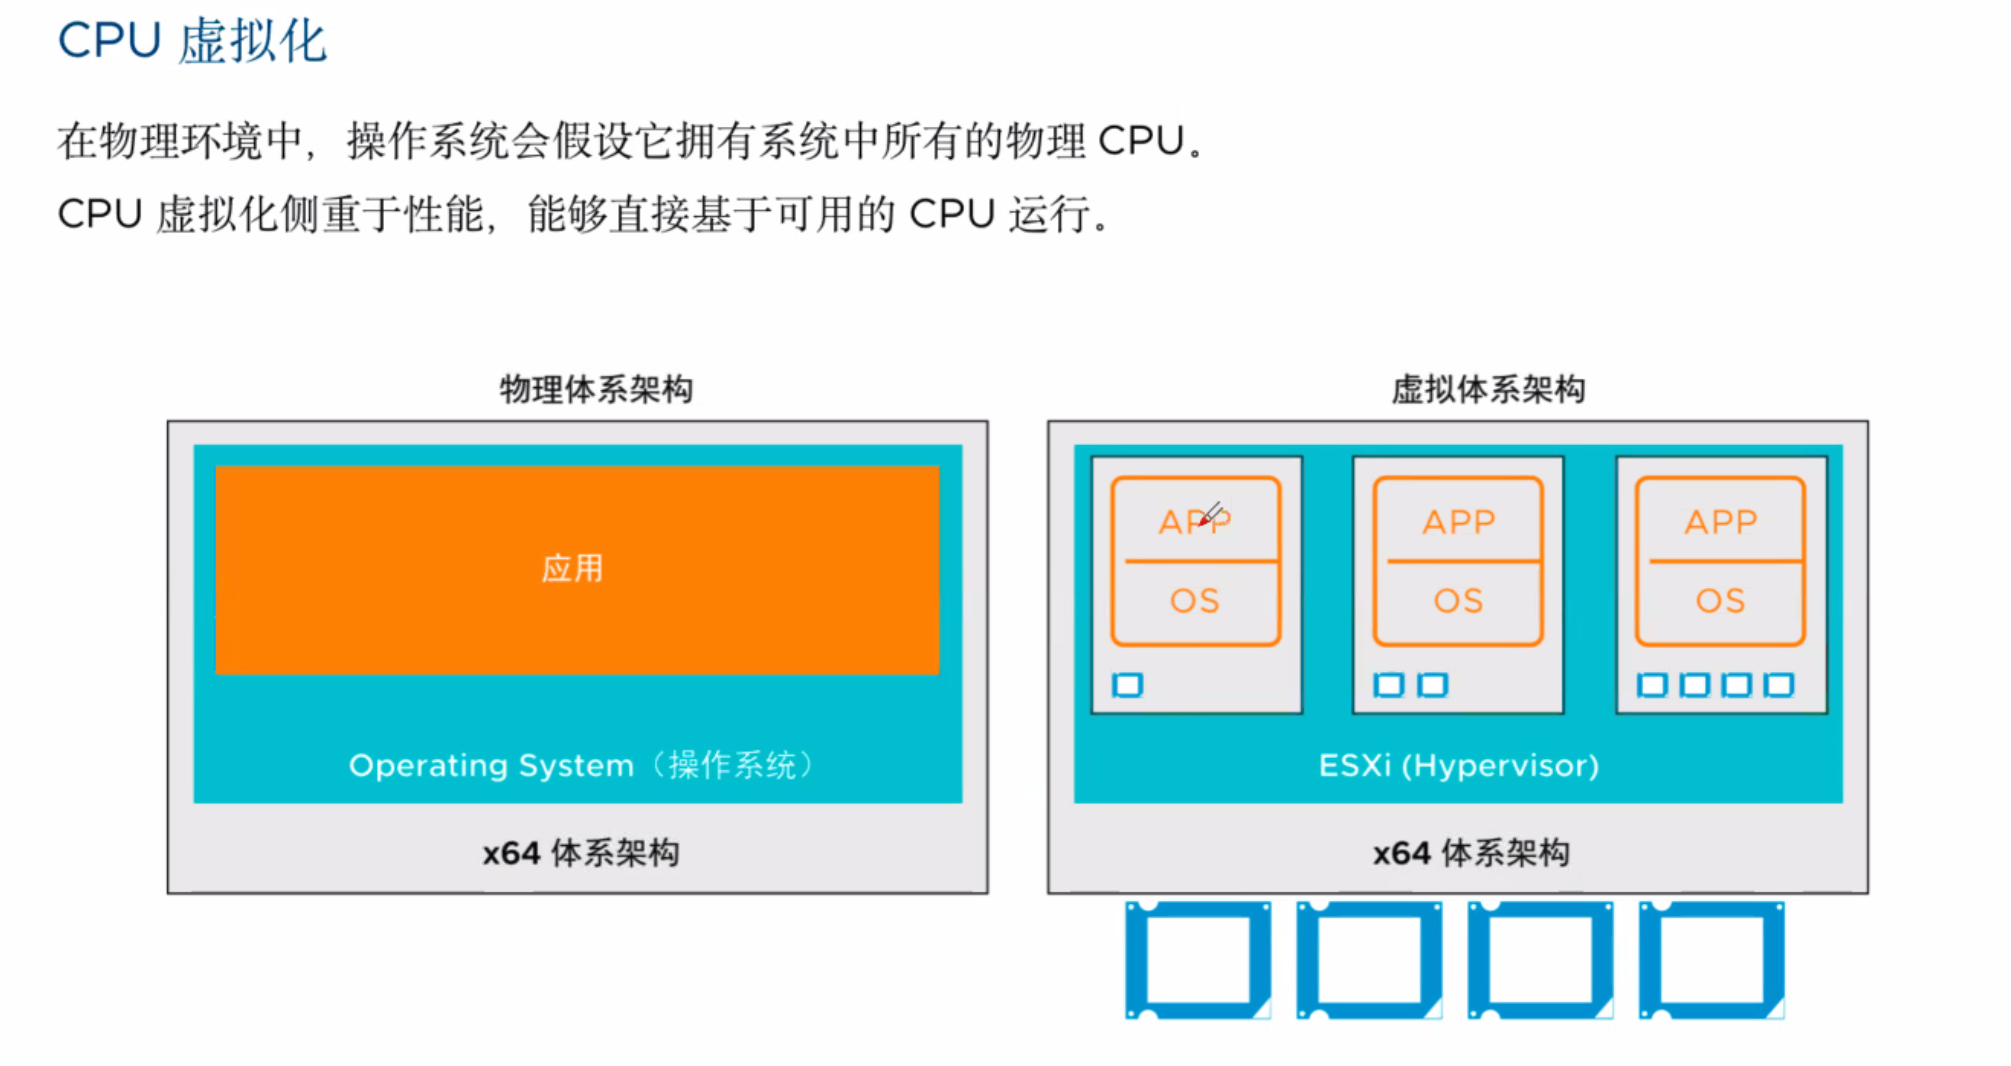 CPU 虚拟化
在物理环境中，操作系统会假设它拥有系统中所有的物理 CPU。
CPU 虚拟化侧重于性能，能够直接基于可用的 CPU 运行。
物理体系架构
应用
Operating System（操作系统）
x64 体系架构
虚拟体系架构
APP
OS
APP
OS
APP
OS
ESXi (Hypervisor)
x64 体系架构